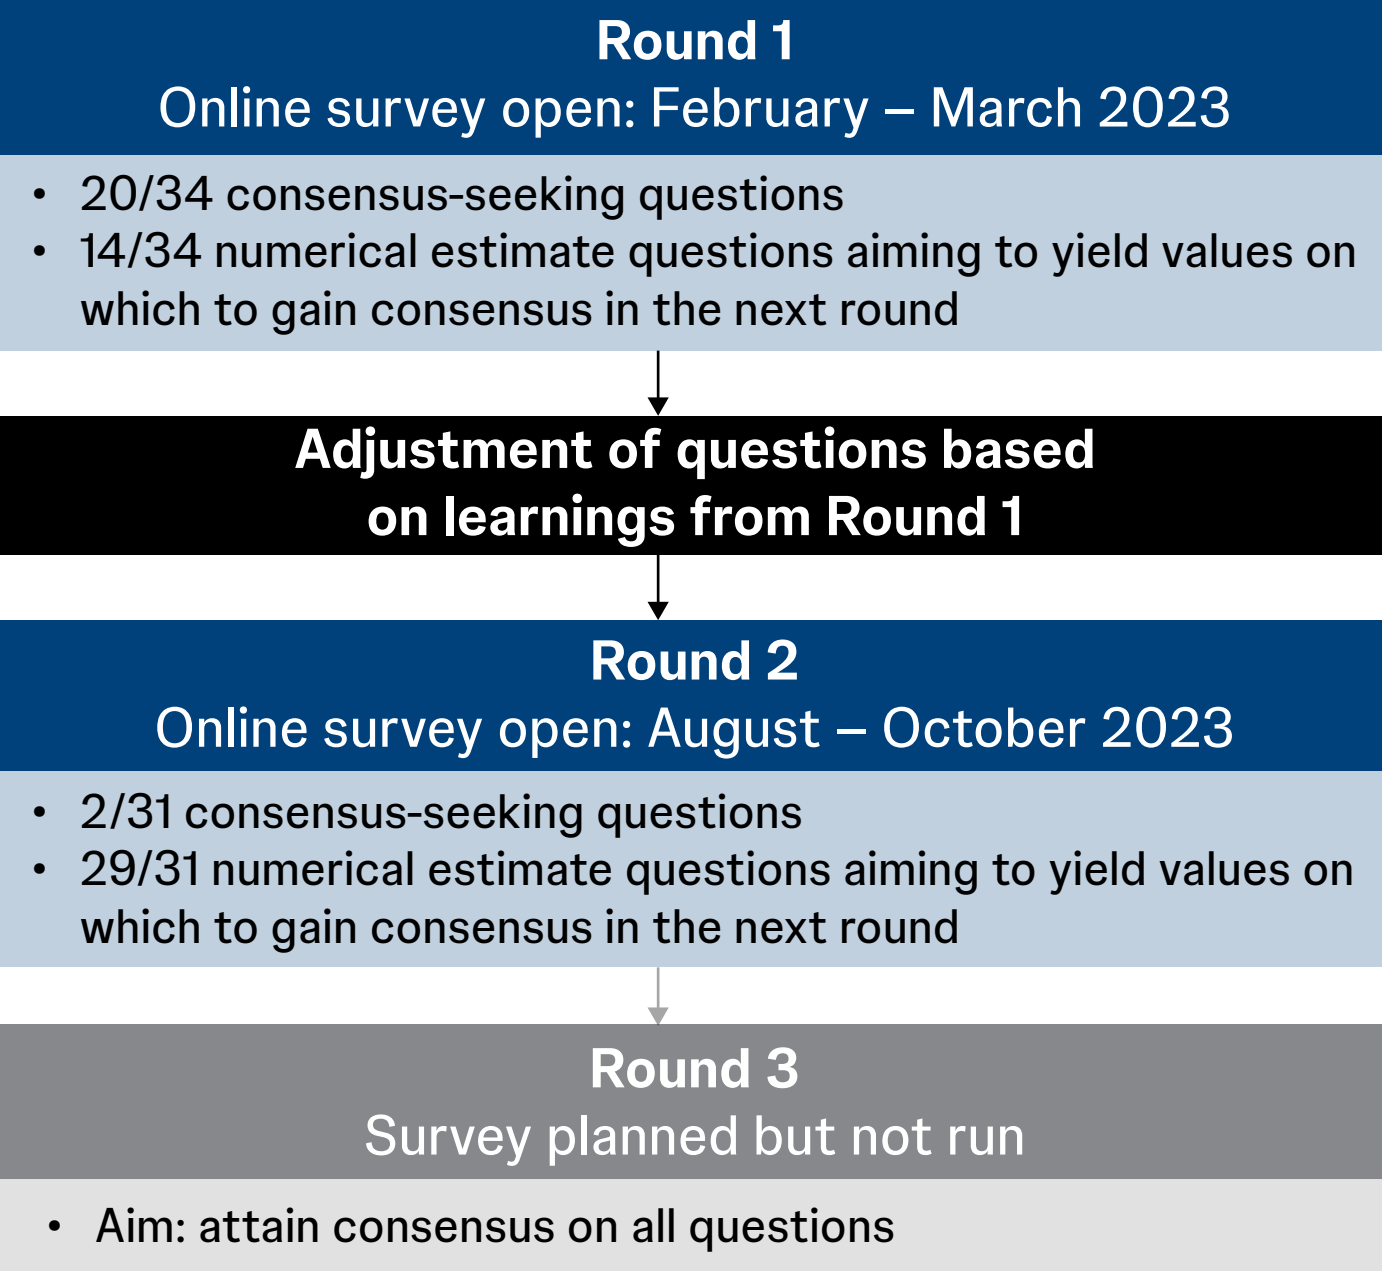 Round 1
Online survey open: February – March 2023
• 20/34 consensus-seeking questions
• 14/34 numerical estimate questions aiming to yield values on
which to gain consensus in the next round
Adjustment of questions based
on learnings from Round 1
Round 2
Online survey open: August – October 2023
• 2/31 consensus-seeking questions
• 29/31 numerical estimate questions aiming to yield values on
which to gain consensus in the next round
Round 3
Survey planned but not run
• Aim: attain consensus on all questions